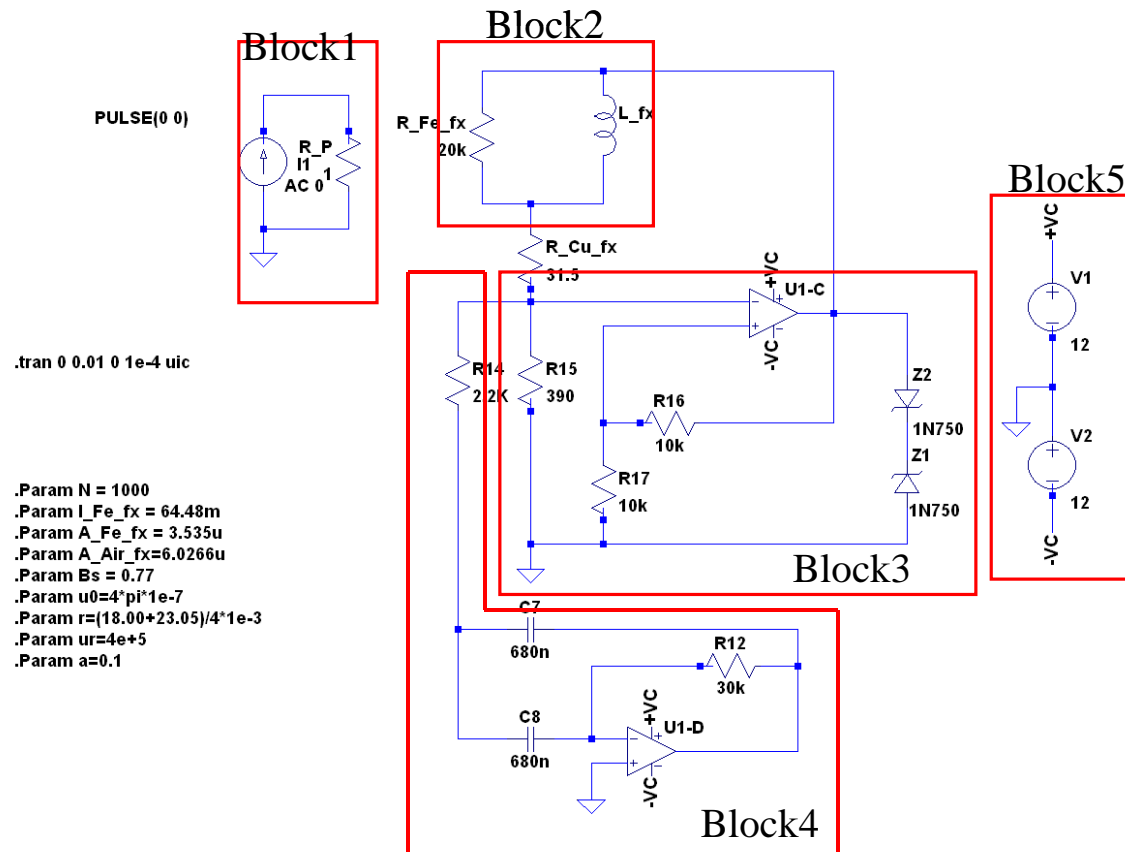 Block1
Block2
PULSE(0 0)
R_P
I1
1
AC 0
R_Fe_fx
20k
L_fx
Block5
+VC
V1
12
V2
12
-VC
R_Cu_fx
31.5
+VC
U1-C
-VC
.tran 0 0.01 0 1e-4 uic
R14
2.2K
R15
390
R16
10k
Z2
1N750
R17
10k
Z1
1N750
Block3
.Param N = 1000
.Param I_Fe_fx = 64.48m
.Param A_Fe_fx = 3.535u
.Param A_Air_fx=6.0266u
.Param Bs = 0.77
.Param u0=4*pi*1e-7
.Param r=(18.00+23.05)/4*1e-3
.Param ur=4e+5
.Param a=0.1
C7
680n
R12
30k
C8
680n
+VC
U1-D
-VC
Block4